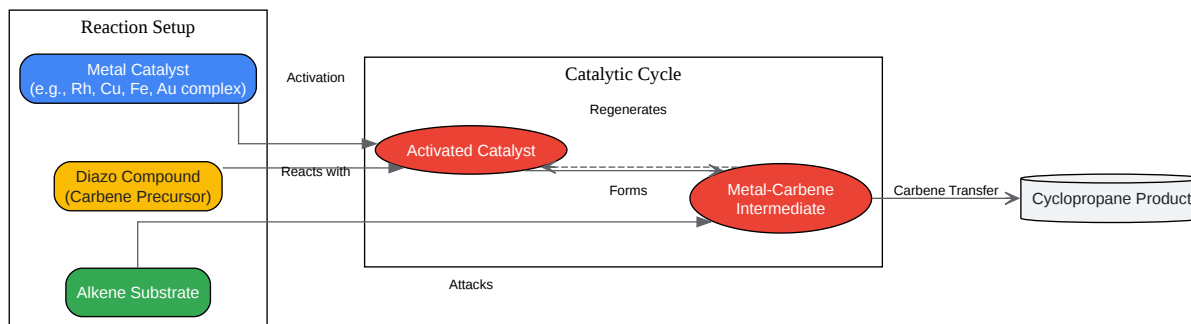 Reaction Setup
Metal Catalyst
(e.g., Rh, Cu, Fe, Au complex)
Diazo Compound
(Carbene Precursor)
Alkene Substrate
Activation
Reacts with
Attacks
Catalytic Cycle
Regenerates
Activated Catalyst
Forms
Metal-Carbene
Intermediate
Carbene Transfer
Cyclopropane Product